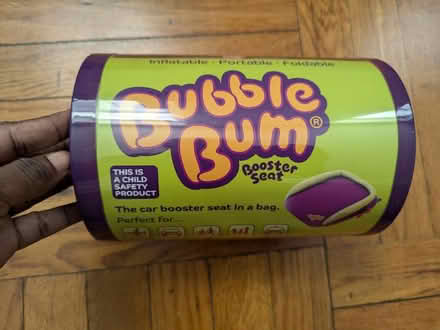 Inflatable · Portable · Foldable
Bubble
Bum®
Booster
Seat
THIS IS
A CHILD
SAFETY
PRODUCT
The car booster seat in a bag.
Perfect for...